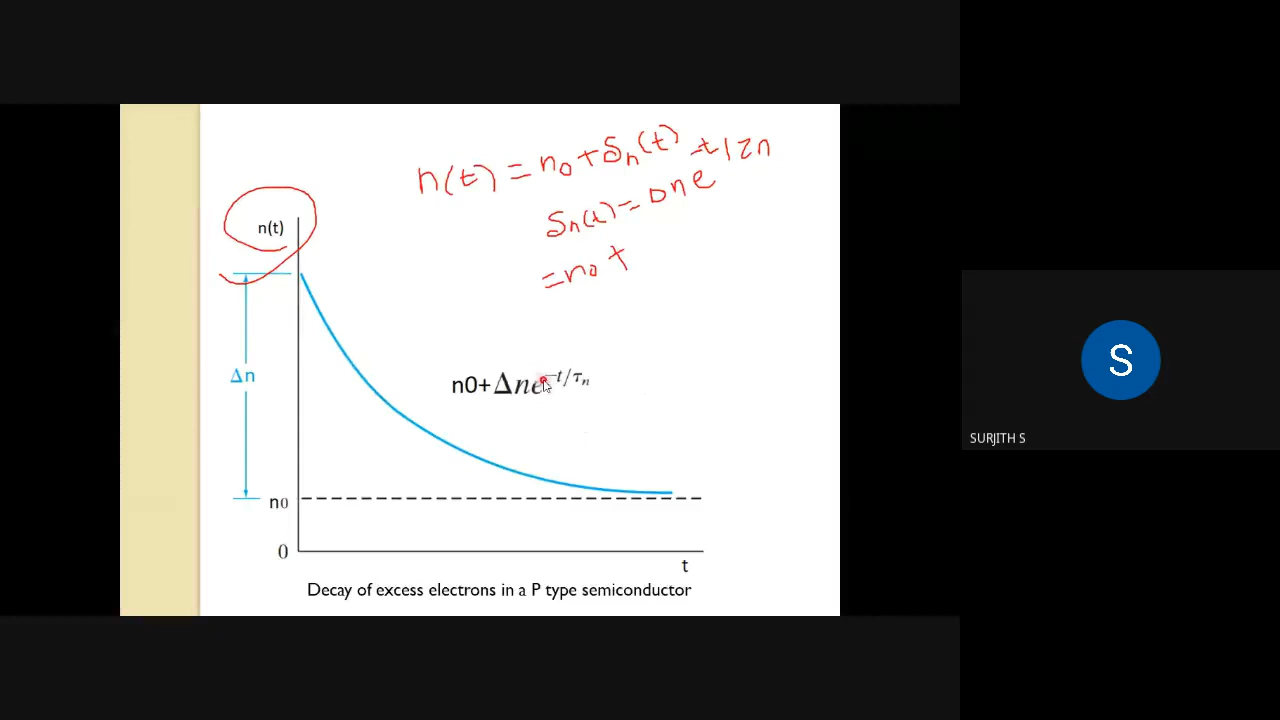 n(t) = n0 + δn(t)
δn(t) = Δn e -t/τn
= n0 +
n(t)
Δn
n0+Δne−t/τn
n0
0
t
Decay of excess electrons in a P type semiconductor
S
SURJITH S